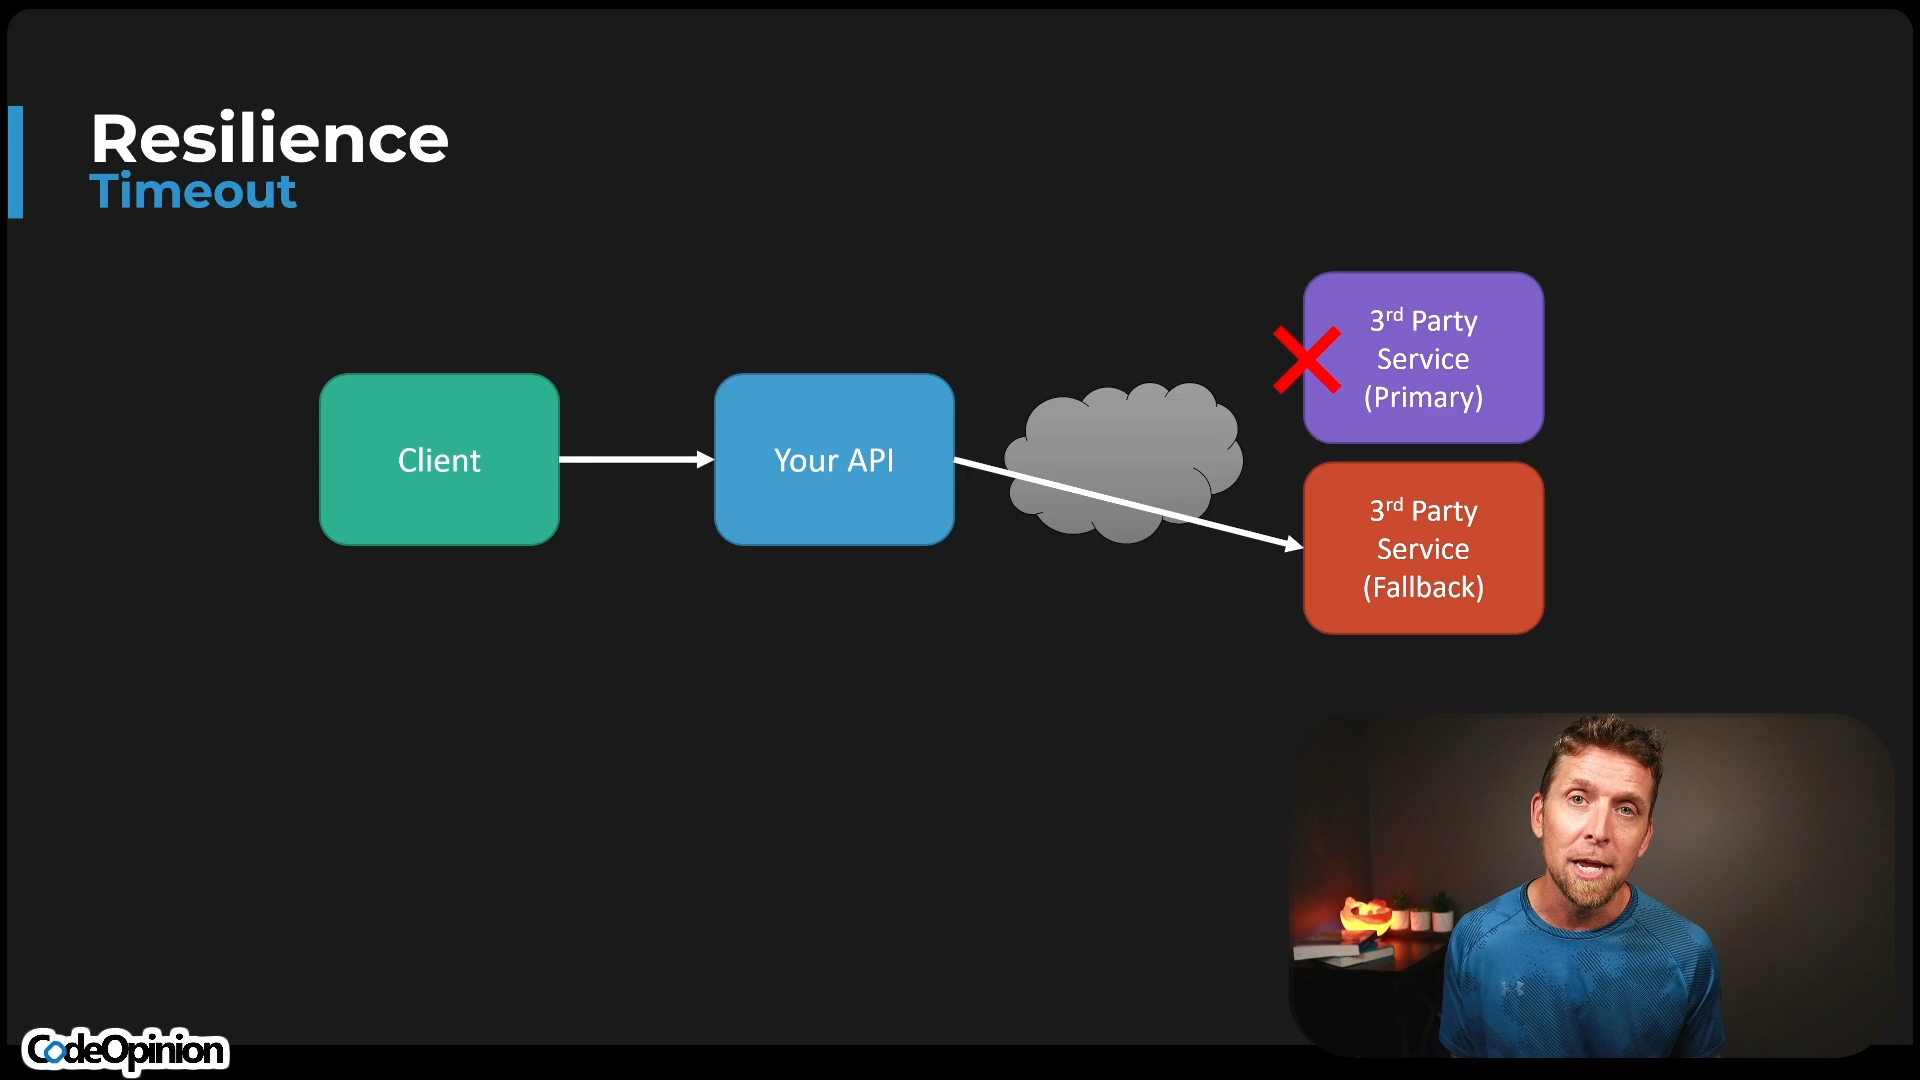 Resilience
Timeout
Client
Your API
3rd Party
Service
(Primary)
3rd Party
Service
(Fallback)
CodeOpinion